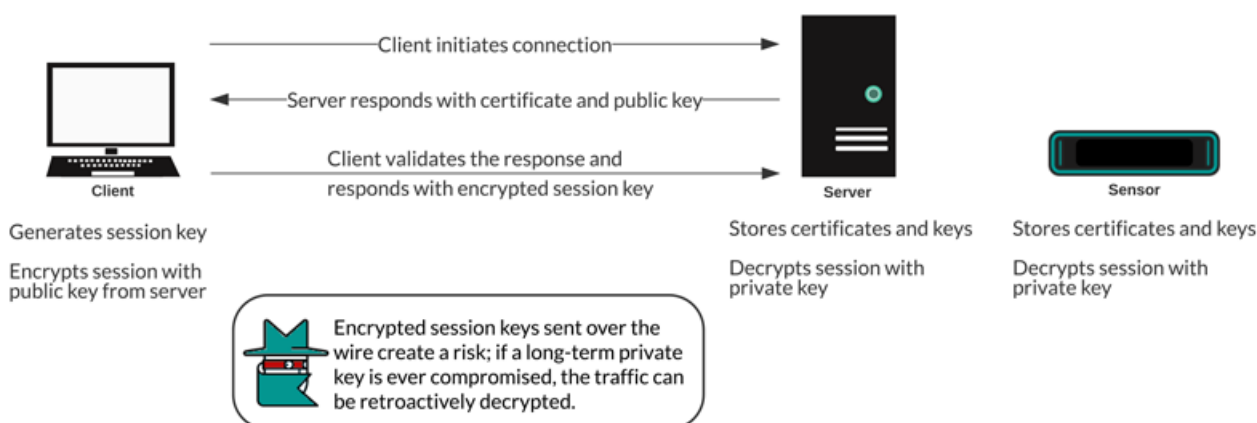 Client initiates connection
Server responds with certificate and public key
Client validates the response and
responds with encrypted session key
Client
Server
Sensor
Generates session key
Encrypts session with
public key from server
Stores certificates and keys
Decrypts session with
private key
Stores certificates and keys
Decrypts session with
private key
Encrypted session keys sent over the
wire create a risk; if a long-term private
key is ever compromised, the traffic can
be retroactively decrypted.